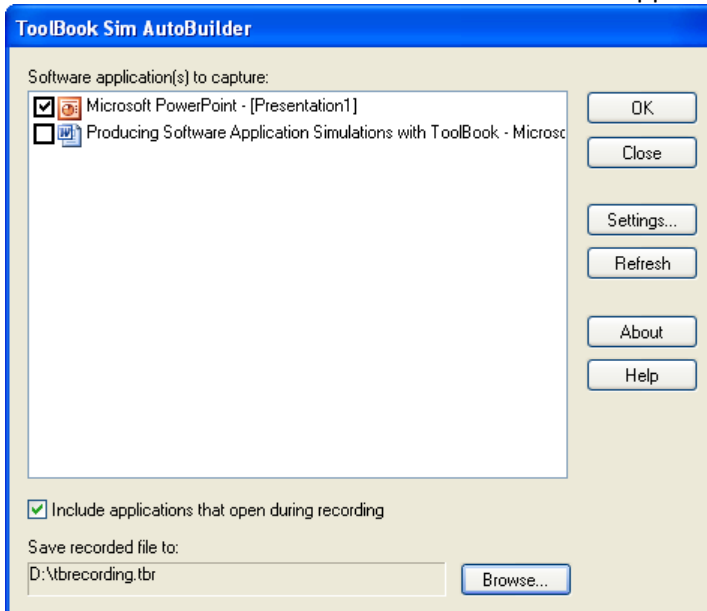 ToolBook Sim AutoBuilder
Software application(s) to capture:
Microsoft PowerPoint - [Presentation1]
Producing Software Application Simulations with ToolBook - Microsc
OK
Close
Settings...
Refresh
About
Help
Include applications that open during recording
Save recorded file to:
D:\tbrecording.tbr
Browse...